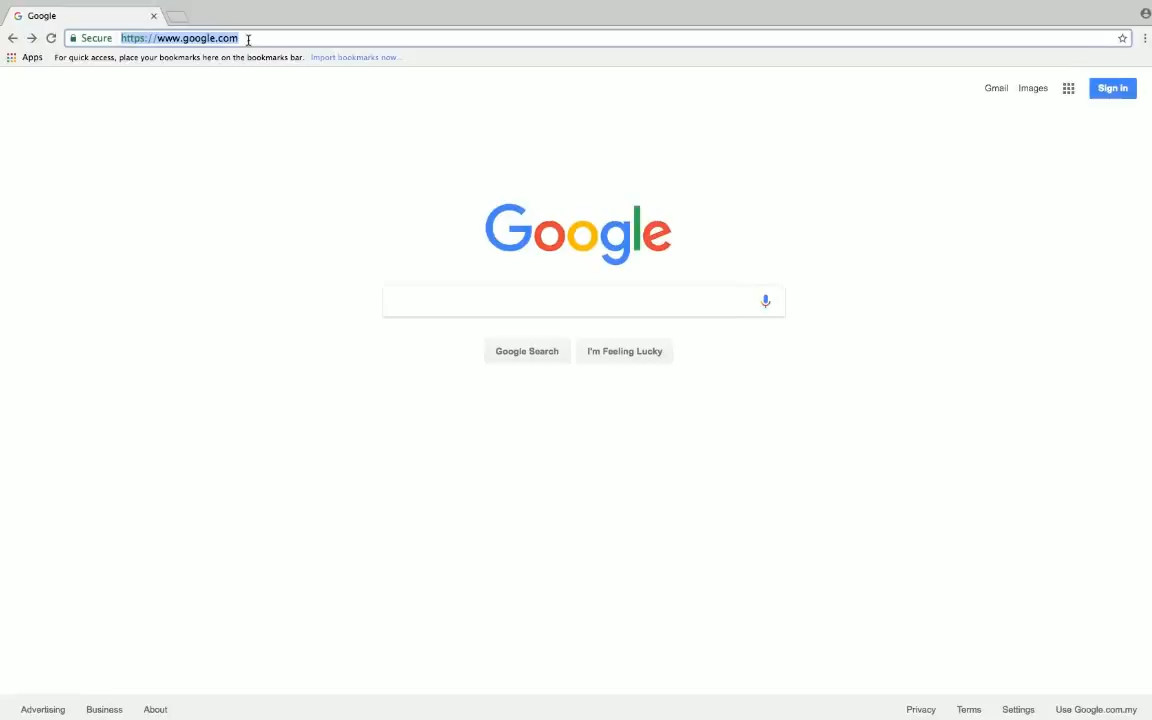 Google
Secure https://www.google.com
Apps For quick access, place your bookmarks here on the bookmarks bar. Import bookmarks now...
Gmail Images Sign in
Google
Google Search I'm Feeling Lucky
Advertising Business About Privacy Terms Settings Use Google.com.my